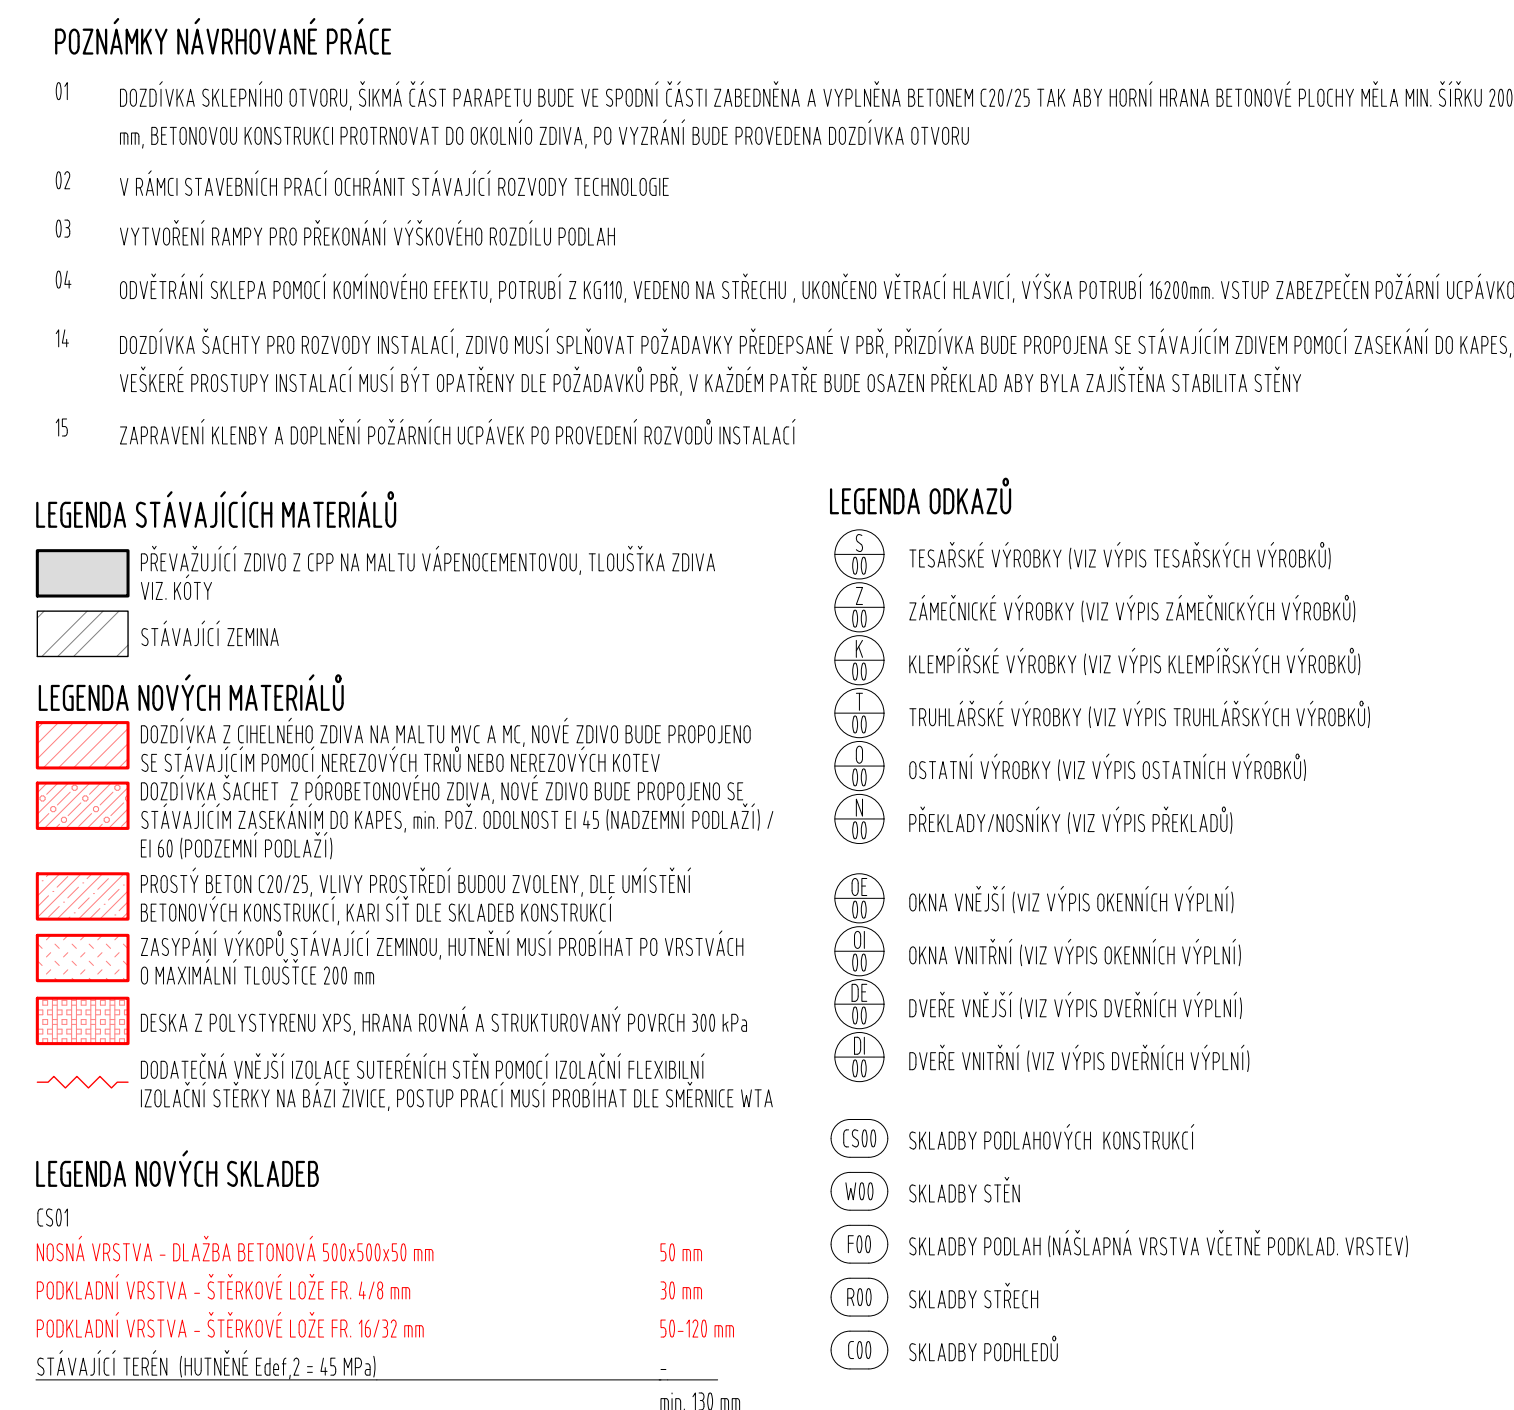 POZNÁMKY NÁVRHOVANÉ PRÁCE
01 DOZDÍVKA SKLEPNÍHO OTVORU, ŠIKMÁ ČÁST PARAPETU BUDE VE SPODNÍ ČÁSTI ZABEDNĚNA A VYPLNĚNA BETONEM C20/25 TAK ABY HORNÍ HRANA BETONOVÉ PLOCHY MĚLA MIN. ŠÍŘKU 200
mm, BETONOVOU KONSTRUKCI PROTRNOVAT DO OKOLNÍO ZDIVA, PO VYZRÁNÍ BUDE PROVEDENA DOZDÍVKA OTVORU
02 V RÁMCI STAVEBNÍCH PRACÍ OCHRÁNIT STÁVAJÍCÍ ROZVODY TECHNOLOGIE
03 VYTVOŘENÍ RAMPY PRO PŘEKONÁNÍ VÝŠKOVÉHO ROZDÍLU PODLAH
04 ODVĚTRÁNÍ SKLEPA POMOCÍ KOMÍNOVÉHO EFEKTU, POTRUBÍ Z KG110, VEDENO NA STŘECHU , UKONČENO VĚTRACÍ HLAVICÍ, VÝŠKA POTRUBÍ 16200mm. VSTUP ZABEZPEČEN POŽÁRNÍ UCPÁVKO
14 DOZDÍVKA ŠACHTY PRO ROZVODY INSTALACÍ, ZDIVO MUSÍ SPLŇOVAT POŽADAVKY PŘEDEPSANÉ V PBŘ, PŘIZDÍVKA BUDE PROPOJENA SE STÁVAJÍCÍM ZDIVEM POMOCÍ ZASEKÁNÍ DO KAPES,
VEŠKERÉ PROSTUPY INSTALACÍ MUSÍ BÝT OPATŘENY DLE POŽADAVKŮ PBŘ, V KAŽDÉM PATŘE BUDE OSAZEN PŘEKLAD ABY BYLA ZAJIŠTĚNA STABILITA STĚNY
15 ZAPRAVENÍ KLENBY A DOPLNĚNÍ POŽÁRNÍCH UCPÁVEK PO PROVEDENÍ ROZVODŮ INSTALACÍ
LEGENDA STÁVAJÍCÍCH MATERIÁLŮ
PŘEVAŽUJÍCÍ ZDIVO Z CPP NA MALTU VÁPENOCEMENTOVOU, TLOUŠŤKA ZDIVA
VIZ. KÓTY
STÁVAJÍCÍ ZEMINA
LEGENDA NOVÝCH MATERIÁLŮ
DOZDÍVKA Z CIHELNÉHO ZDIVA NA MALTU MVC A MC, NOVÉ ZDIVO BUDE PROPOJENO
SE STÁVAJÍCÍM POMOCÍ NEREZOVÝCH TRNŮ NEBO NEREZOVÝCH KOTEV
DOZDÍVKA ŠACHET Z PÓROBETONOVÉHO ZDIVA, NOVÉ ZDIVO BUDE PROPOJENO SE
STÁVAJÍCÍM ZASEKÁNÍM DO KAPES, min. POŽ. ODOLNOST EI 45 (NADZEMNÍ PODLAŽÍ) /
EI 60 (PODZEMNÍ PODLAŽÍ)
PROSTÝ BETON C20/25, VLIVY PROSTŘEDÍ BUDOU ZVOLENY, DLE UMÍSTĚNÍ
BETONOVÝCH KONSTRUKCÍ, KARI SÍŤ DLE SKLADEB KONSTRUKCÍ
ZASYPÁNÍ VÝKOPŮ STÁVAJÍCÍ ZEMINOU, HUTNĚNÍ MUSÍ PROBÍHAT PO VRSTVÁCH
O MAXIMÁLNÍ TLOUŠŤCE 200 mm
DESKA Z POLYSTYRENU XPS, HRANA ROVNÁ A STRUKTUROVANÝ POVRCH 300 kPa
DODATEČNÁ VNĚJŠÍ IZOLACE SUTERÉNÍCH STĚN POMOCÍ IZOLAČNÍ FLEXIBILNÍ
IZOLAČNÍ STĚRKY NA BÁZI ŽIVICE, POSTUP PRACÍ MUSÍ PROBÍHAT DLE SMĚRNICE WTA
LEGENDA NOVÝCH SKLADEB
CS01
NOSNÁ VRSTVA - DLAŽBA BETONOVÁ 500x500x50 mm 50 mm
PODKLADNÍ VRSTVA - ŠTĚRKOVÉ LOŽE FR. 4/8 mm 30 mm
PODKLADNÍ VRSTVA - ŠTĚRKOVÉ LOŽE FR. 16/32 mm 50-120 mm
STÁVAJÍCÍ TERÉN (HUTNĚNÉ Edef,2 = 45 MPa) -
min. 130 mm
LEGENDA ODKAZŮ
S
00 TESAŘSKÉ VÝROBKY (VIZ VÝPIS TESAŘSKÝCH VÝROBKŮ)
Z
00 ZÁMEČNICKÉ VÝROBKY (VIZ VÝPIS ZÁMEČNICKÝCH VÝROBKŮ)
K
00 KLEMPÍŘSKÉ VÝROBKY (VIZ VÝPIS KLEMPÍŘSKÝCH VÝROBKŮ)
T
00 TRUHLÁŘSKÉ VÝROBKY (VIZ VÝPIS TRUHLÁŘSKÝCH VÝROBKŮ)
O
00 OSTATNÍ VÝROBKY (VIZ VÝPIS OSTATNÍCH VÝROBKŮ)
N
00 PŘEKLADY/NOSNÍKY (VIZ VÝPIS PŘEKLADŮ)
OE
00 OKNA VNĚJŠÍ (VIZ VÝPIS OKENNÍCH VÝPLNÍ)
OI
00 OKNA VNITŘNÍ (VIZ VÝPIS OKENNÍCH VÝPLNÍ)
DE
00 DVEŘE VNĚJŠÍ (VIZ VÝPIS DVEŘNÍCH VÝPLNÍ)
DI
00 DVEŘE VNITŘNÍ (VIZ VÝPIS DVEŘNÍCH VÝPLNÍ)
CS00 SKLADBY PODLAHOVÝCH KONSTRUKCÍ
W00 SKLADBY STĚN
F00 SKLADBY PODLAH (NÁŠLAPNÁ VRSTVA VČETNĚ PODKLAD. VRSTEV)
R00 SKLADBY STŘECH
C00 SKLADBY PODHLEDŮ